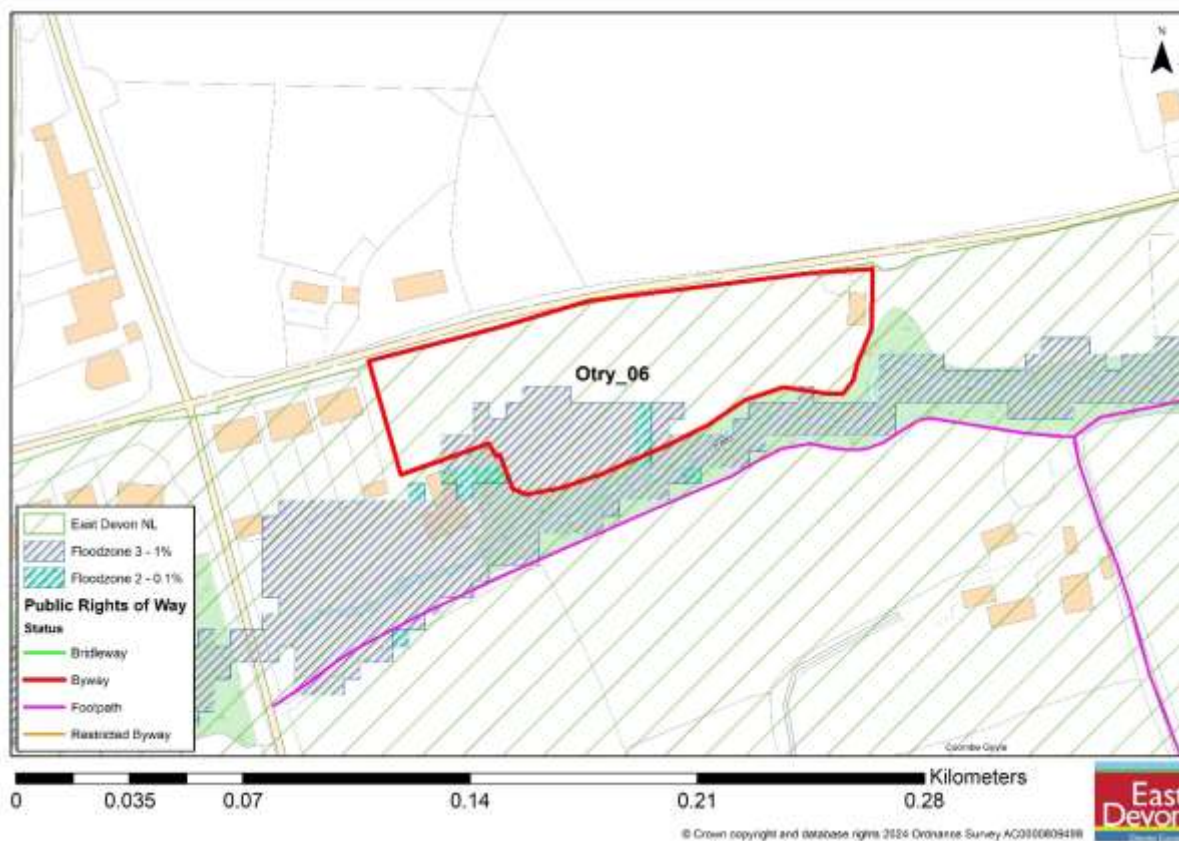 N
Otry_06
East Devon NL
Floodzone 3 - 1%
Floodzone 2 - 0.1%
Public Rights of Way
Status
Bridleway
Byway
Footpath
Restricted Byway
Kilometers
0 0.035 0.07 0.14 0.21 0.28
East
Devon
© Crown copyright and database rights 2024 Ordnance Survey